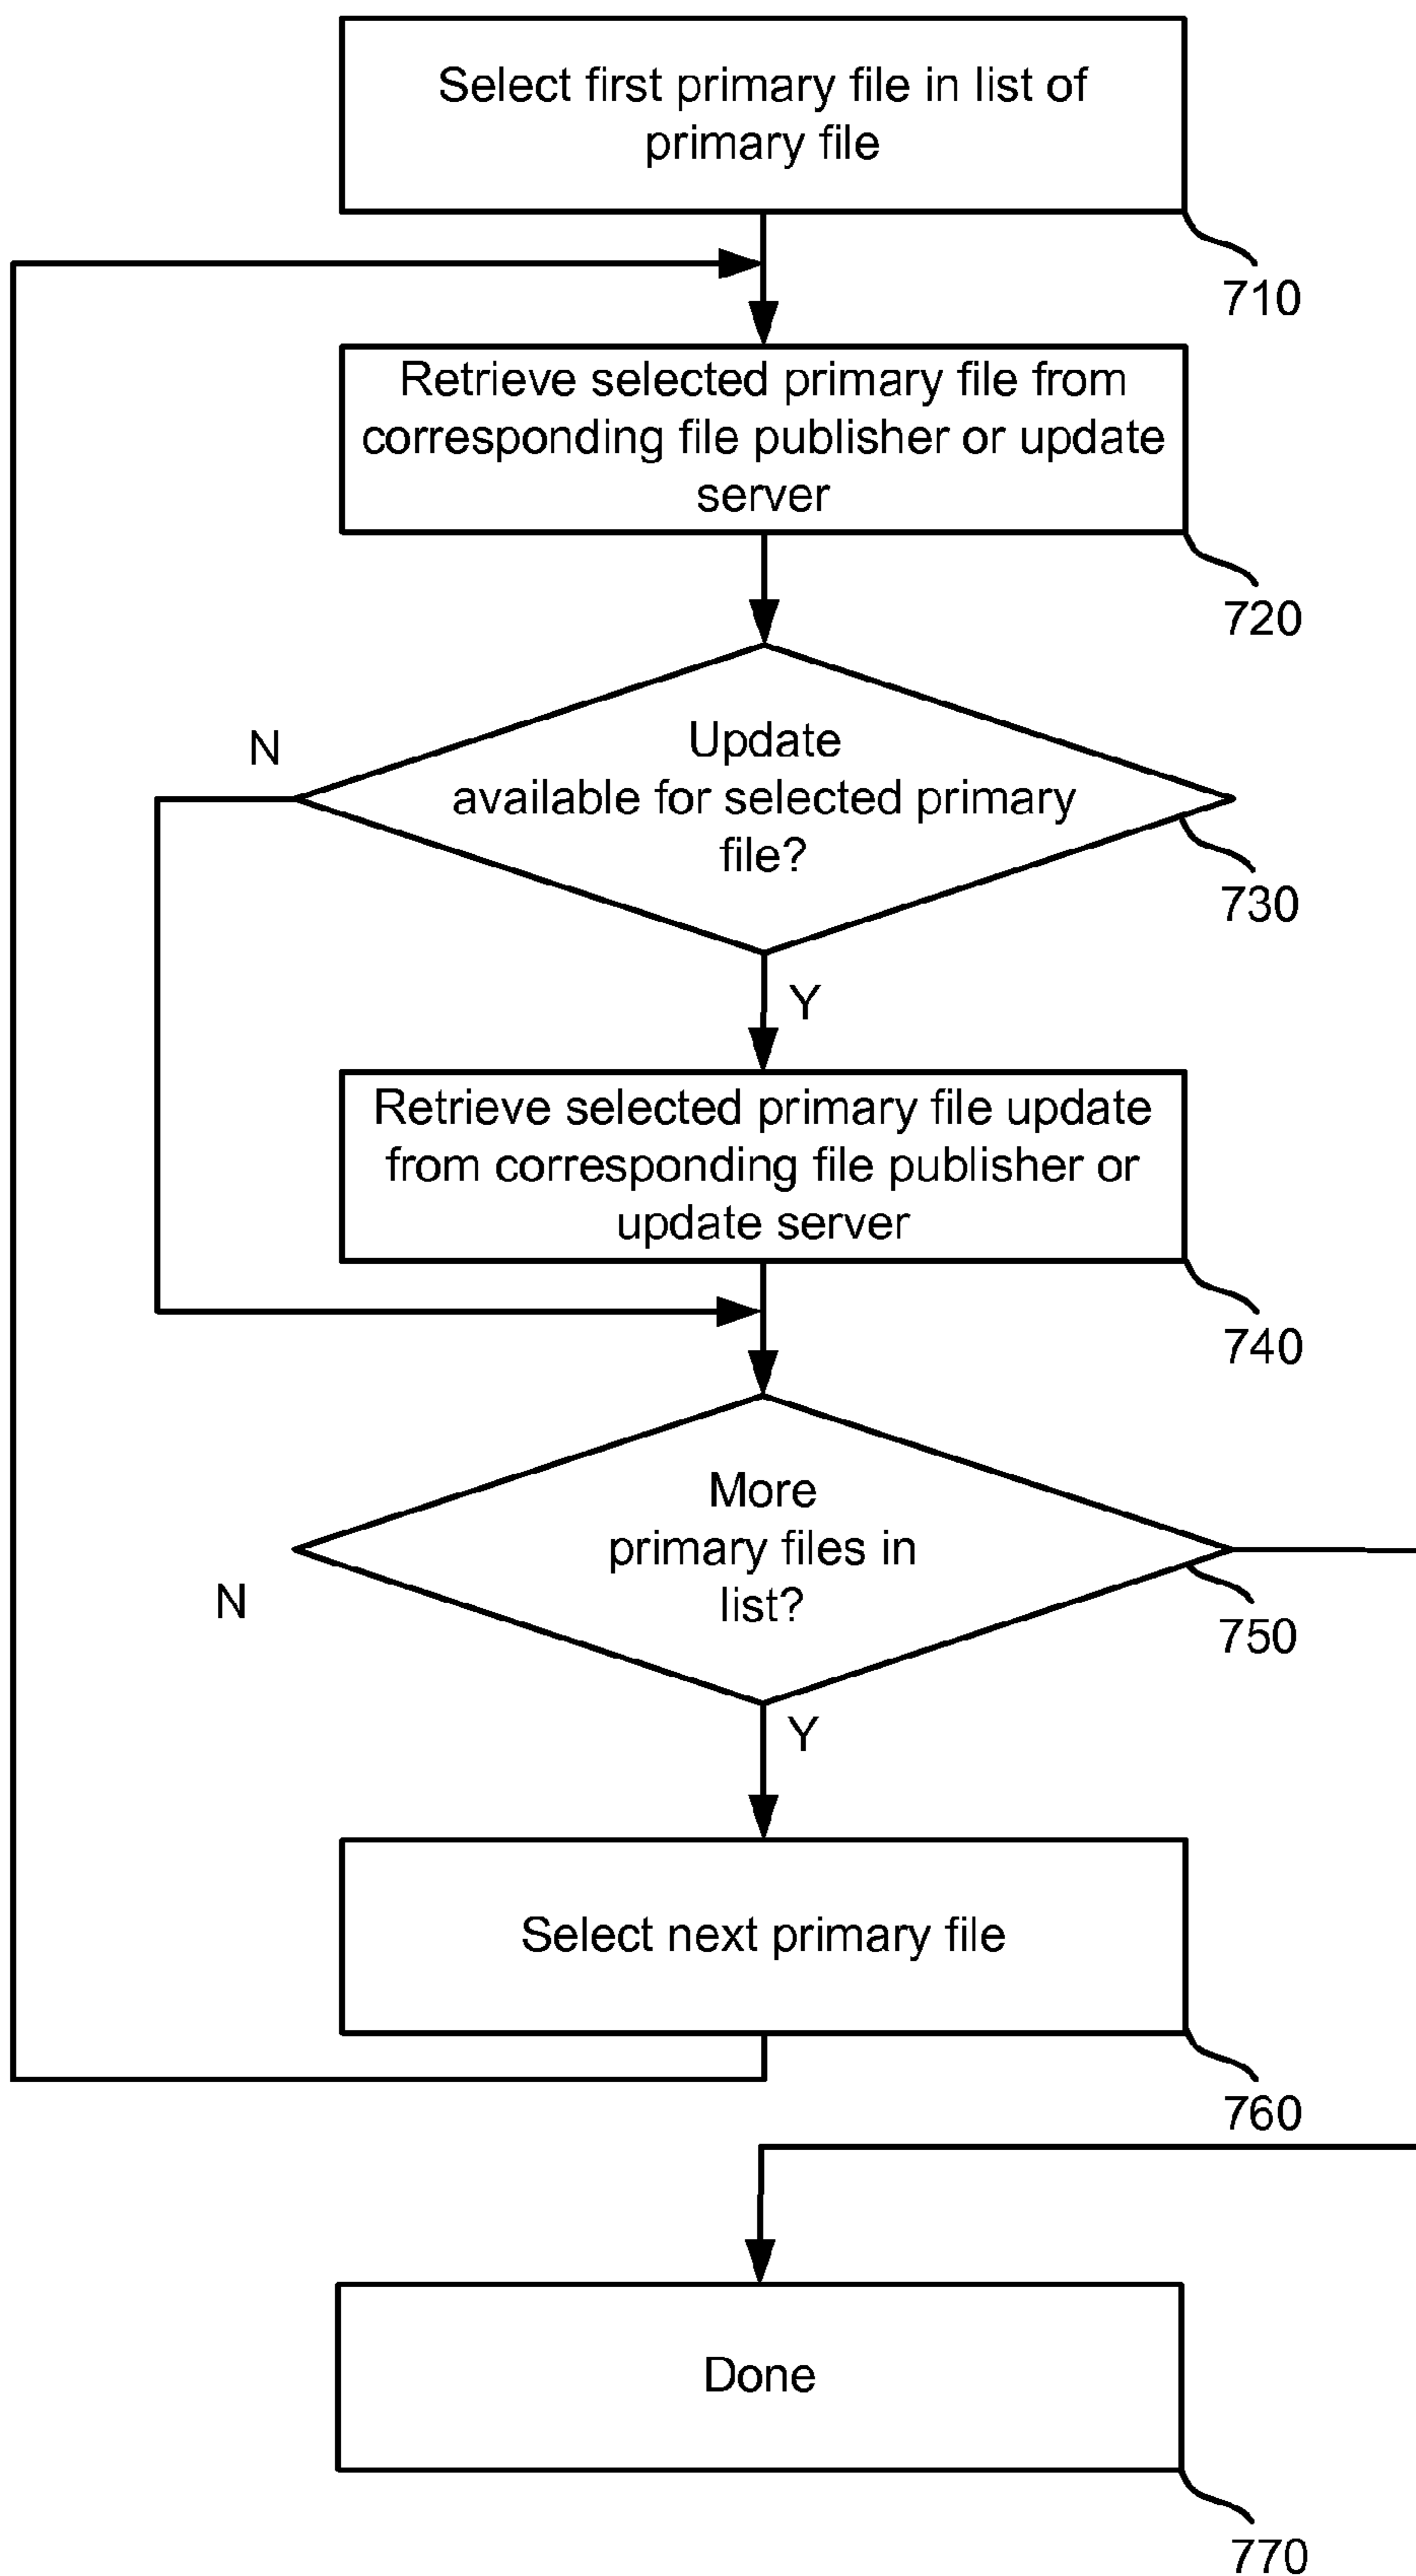 Select first primary file in list of
primary file
710
Retrieve selected primary file from
corresponding file publisher or update
server
720
N
Update
available for selected primary
file?
730
Y
Retrieve selected primary file update
from corresponding file publisher or
update server
740
More
primary files in
list?
N
750
Y
Select next primary file
760
Done
770